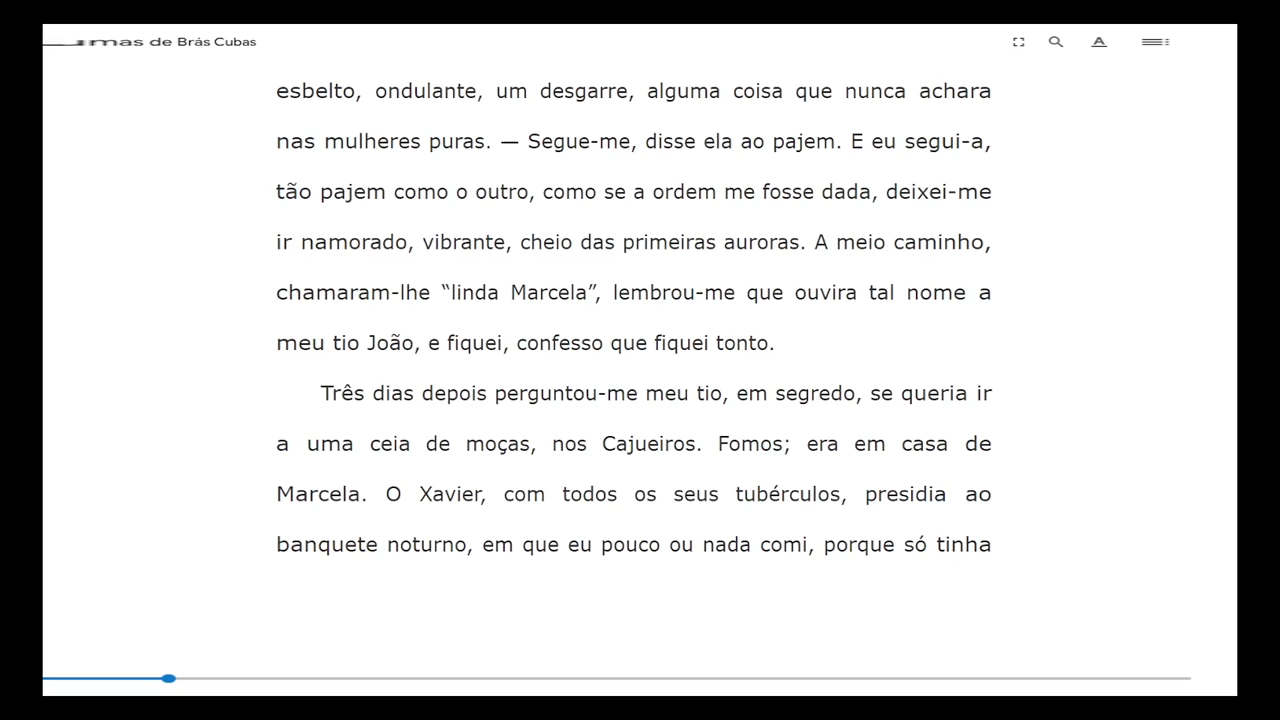 de Brás Cubas
esbelto, ondulante, um desgarre, alguma coisa que nunca achara
nas mulheres puras. — Segue-me, disse ela ao pajem. E eu segui-a,
tão pajem como o outro, como se a ordem me fosse dada, deixei-me
ir namorado, vibrante, cheio das primeiras auroras. A meio caminho,
chamaram-lhe “linda Marcela”, lembrou-me que ouvira tal nome a
meu tio João, e fiquei, confesso que fiquei tonto.
Três dias depois perguntou-me meu tio, em segredo, se queria ir
a uma ceia de moças, nos Cajueiros. Fomos; era em casa de
Marcela. O Xavier, com todos os seus tubérculos, presidia ao
banquete noturno, em que eu pouco ou nada comi, porque só tinha